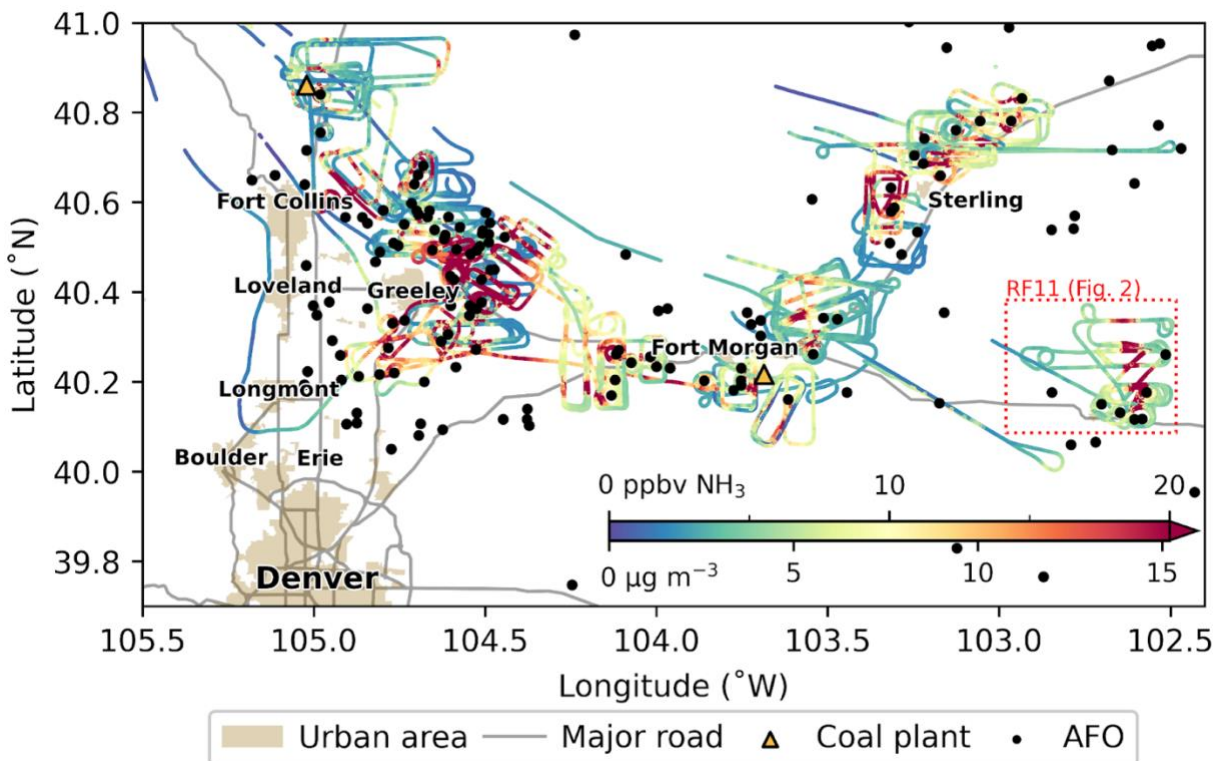 41.0
40.8
40.6
40.4
40.2
40.0
39.8
Latitude (˚N)
Fort Collins
Sterling
Loveland
Greeley
RF11 (Fig. 2)
Fort Morgan
Longmont
Boulder
Erie
Denver
0 ppbv NH₃
10
20
0 µg m⁻³
5
10
15
105.5
105.0
104.5
104.0
103.5
103.0
102.5
Longitude (˚W)
Urban area
Major road
Coal plant
AFO